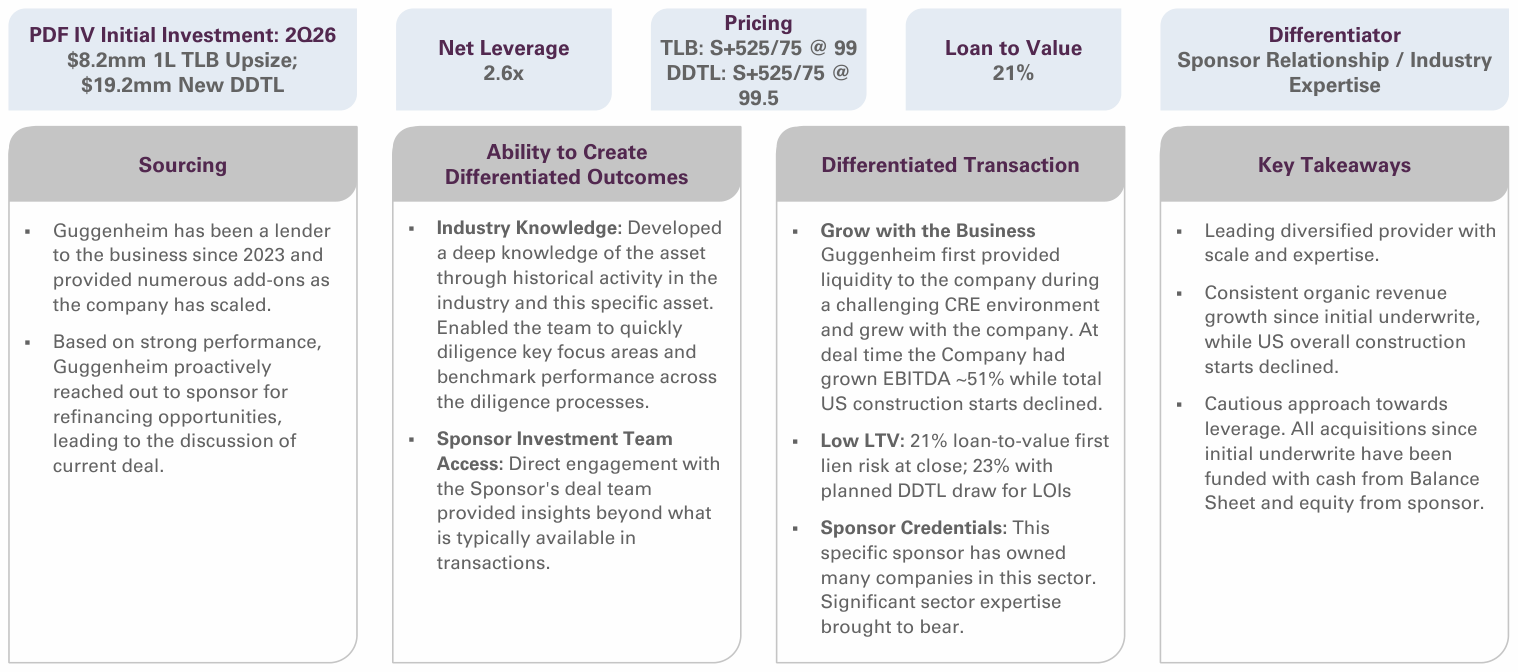 PDF IV Initial Investment: 2Q26
$8.2mm 1L TLB Upsize;
$19.2mm New DDTL
Net Leverage
2.6x
Pricing
TLB: S+525/75 @ 99
DDTL: S+525/75 @
99.5
Loan to Value
21%
Differentiator
Sponsor Relationship / Industry
Expertise
Sourcing
▪ Guggenheim has been a lender
to the business since 2023 and
provided numerous add-ons as
the company has scaled.
▪ Based on strong performance,
Guggenheim proactively
reached out to sponsor for
refinancing opportunities,
leading to the discussion of
current deal.
Ability to Create
Differentiated Outcomes
▪ Industry Knowledge: Developed
a deep knowledge of the asset
through historical activity in the
industry and this specific asset.
Enabled the team to quickly
diligence key focus areas and
benchmark performance across
the diligence processes.
▪ Sponsor Investment Team
Access: Direct engagement with
the Sponsor's deal team
provided insights beyond what
is typically available in
transactions.
Differentiated Transaction
▪ Grow with the Business
Guggenheim first provided
liquidity to the company during
a challenging CRE environment
and grew with the company. At
deal time the Company had
grown EBITDA ~51% while total
US construction starts declined.
▪ Low LTV: 21% loan-to-value first
lien risk at close; 23% with
planned DDTL draw for LOIs
▪ Sponsor Credentials: This
specific sponsor has owned
many companies in this sector.
Significant sector expertise
brought to bear.
Key Takeaways
▪ Leading diversified provider with
scale and expertise.
▪ Consistent organic revenue
growth since initial underwrite,
while US overall construction
starts declined.
▪ Cautious approach towards
leverage. All acquisitions since
initial underwrite have been
funded with cash from Balance
Sheet and equity from sponsor.